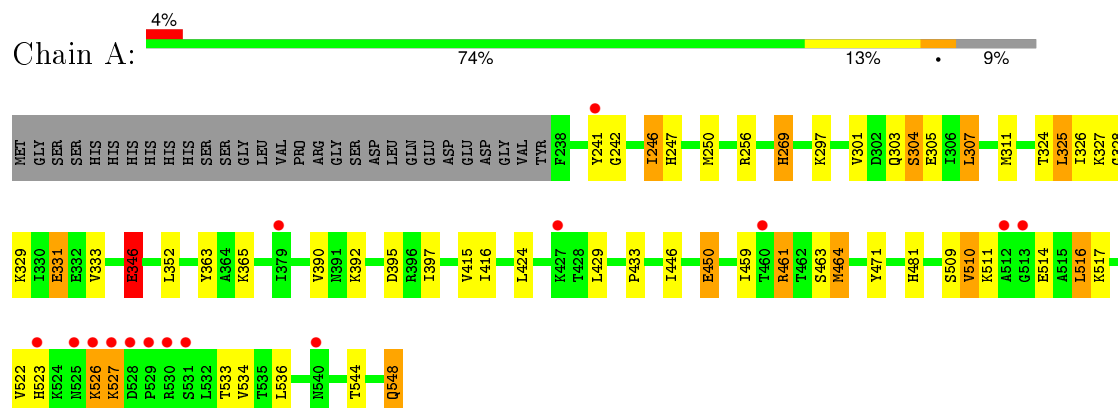 4%
Chain A:
74%
13%
•
9%
MET GLY SER SER HIS HIS HIS HIS HIS HIS SER SER GLY LEU VAL PRO ARG GLY SER ASP LEU GLN GLU ASP GLU ASP GLY VAL TYR F238 Y241 G242 I246 H247 M250 R256 H269 K297 V301 D302 Q303 S304 E305 I306 L307 M311 T324 L325 I326 K327 G328
K329 I330 E331 E332 V333 E346 L352 Y363 A364 K365 I379 V390 N391 K392 D395 R396 I397 V415 I416 L424 K427 T428 L429 P433 I446 E450 I459 T460 R461 T462 S463 M464 Y471 H481 S509 V510 K511 A512 G513 E514 A515 L516 K517
V522 H523 K524 N525 K526 K527 D528 P529 R530 S531 L532 T533 V534 T535 L536 N540 T544 Q548